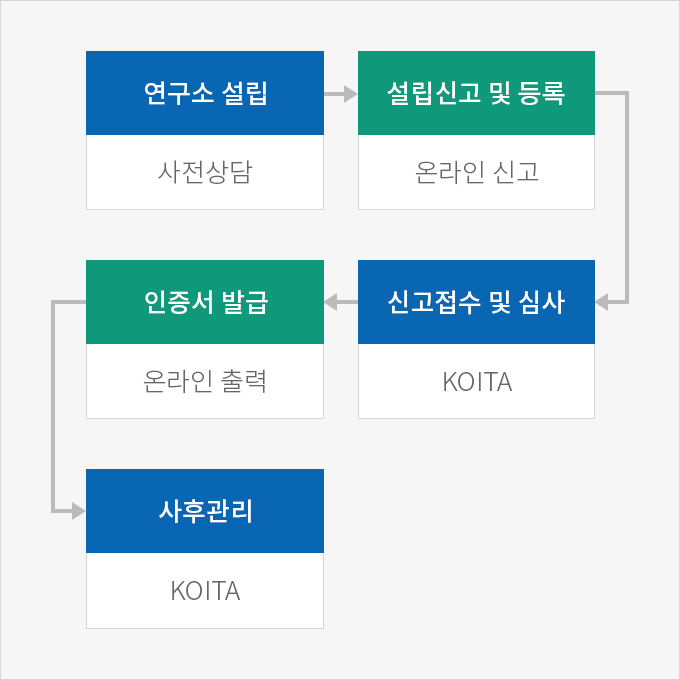 연구소 설립
사전상담
설립신고 및 등록
온라인 신고
신고접수 및 심사
KOITA
인증서 발급
온라인 출력
사후관리
KOITA